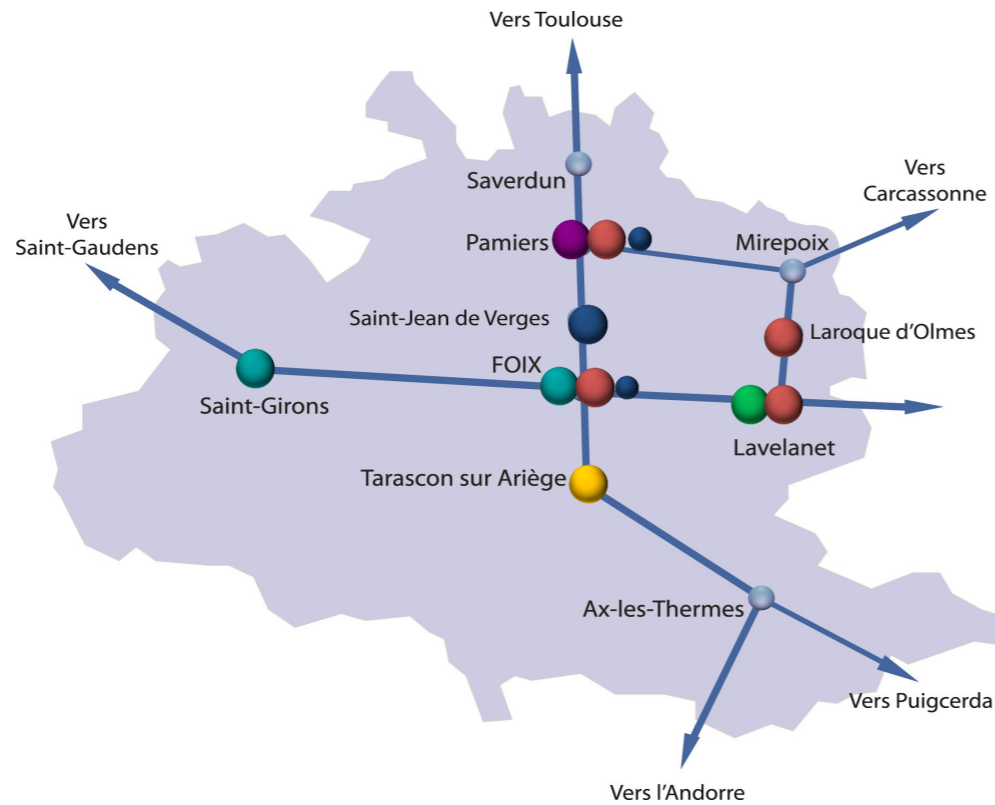 Vers Toulouse
Vers
Carcassonne
Saverdun
Vers
Saint-Gaudens
Pamiers
Mirepoix
Saint-Jean de Verges
Laroque d'Olmes
FOIX
Saint-Girons
Lavelanet
Tarascon sur Ariège
Ax-les-Thermes
Vers Puigcerda
Vers l'Andorre